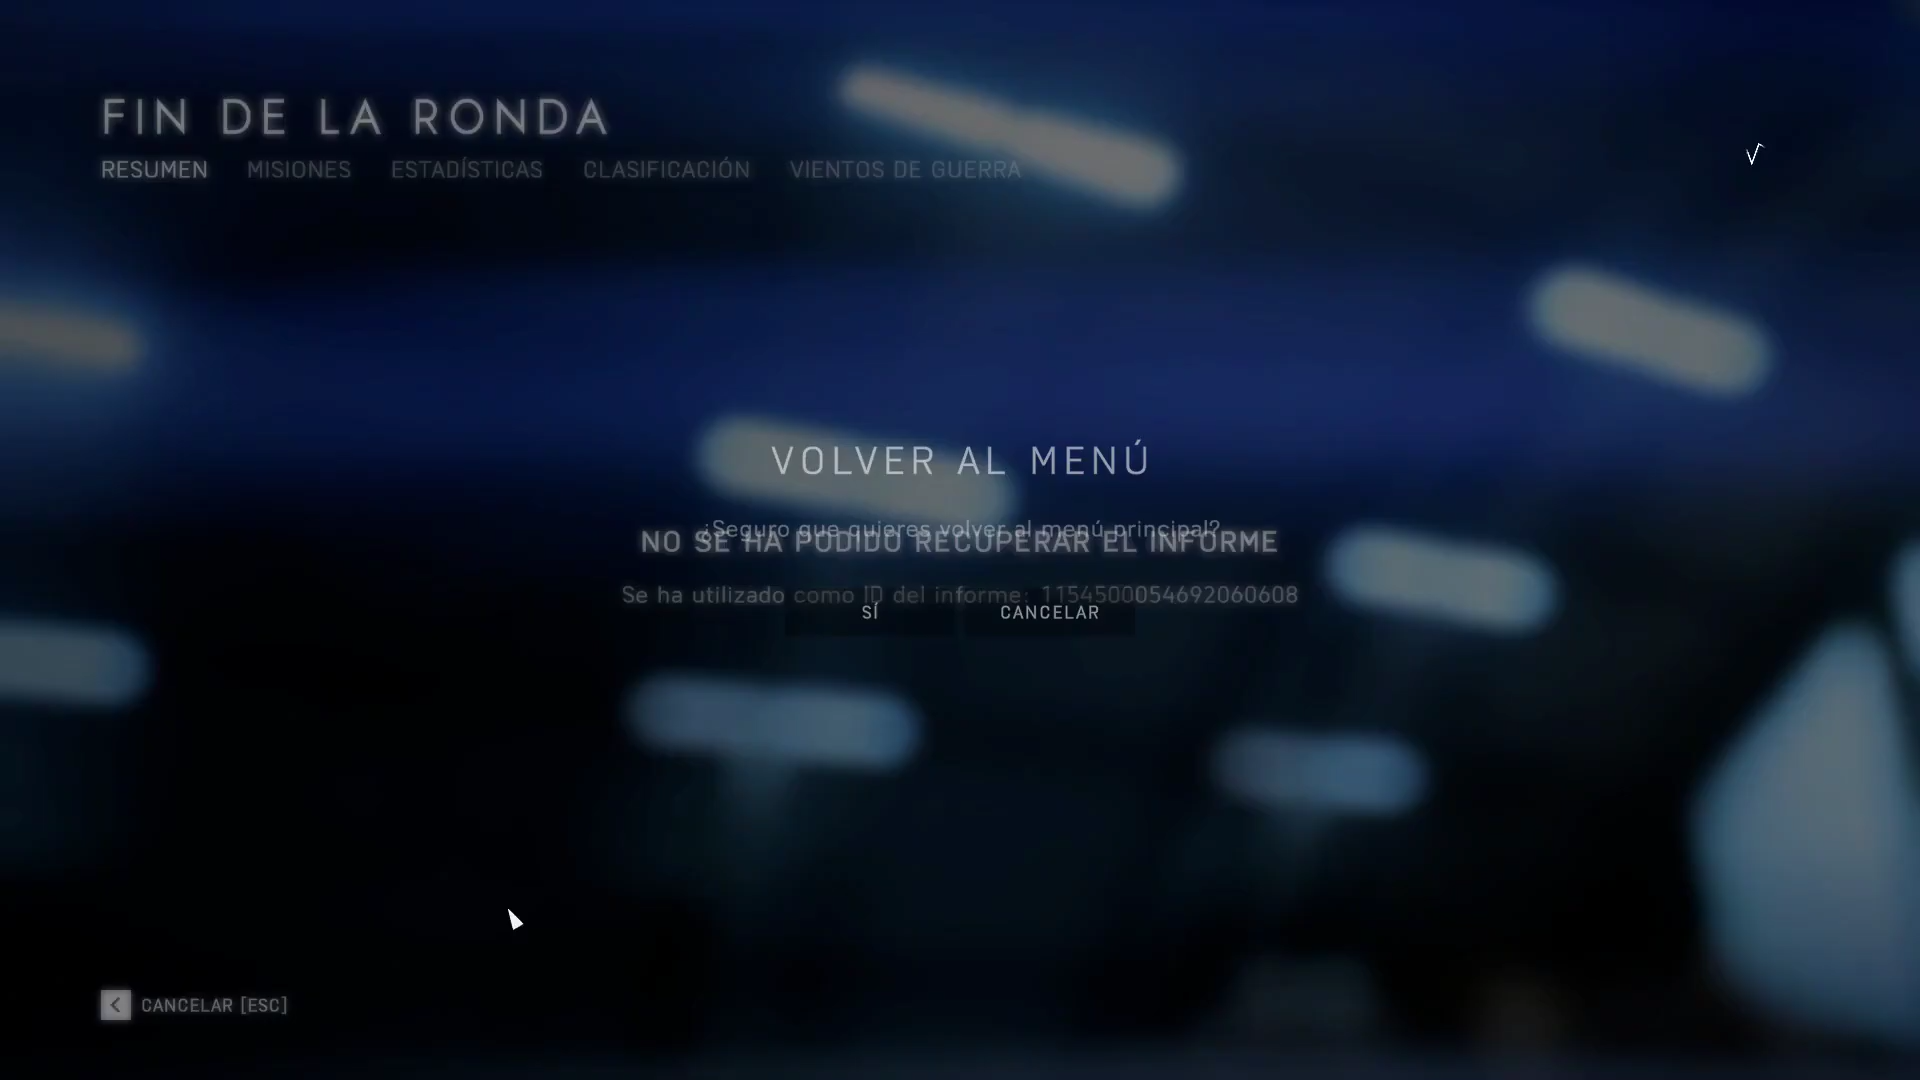 FIN DE LA RONDA
RESUMEN MISIONES ESTADÍSTICAS CLASIFICACIÓN VIENTOS DE GUERRA
VOLVER AL MENÚ
¿Seguro que quieres volver al menú principal?
NO SE HA PODIDO RECUPERAR EL INFORME
Se ha utilizado como ID del informe: 1154500054692060608
SÍ CANCELAR
CANCELAR [ESC]